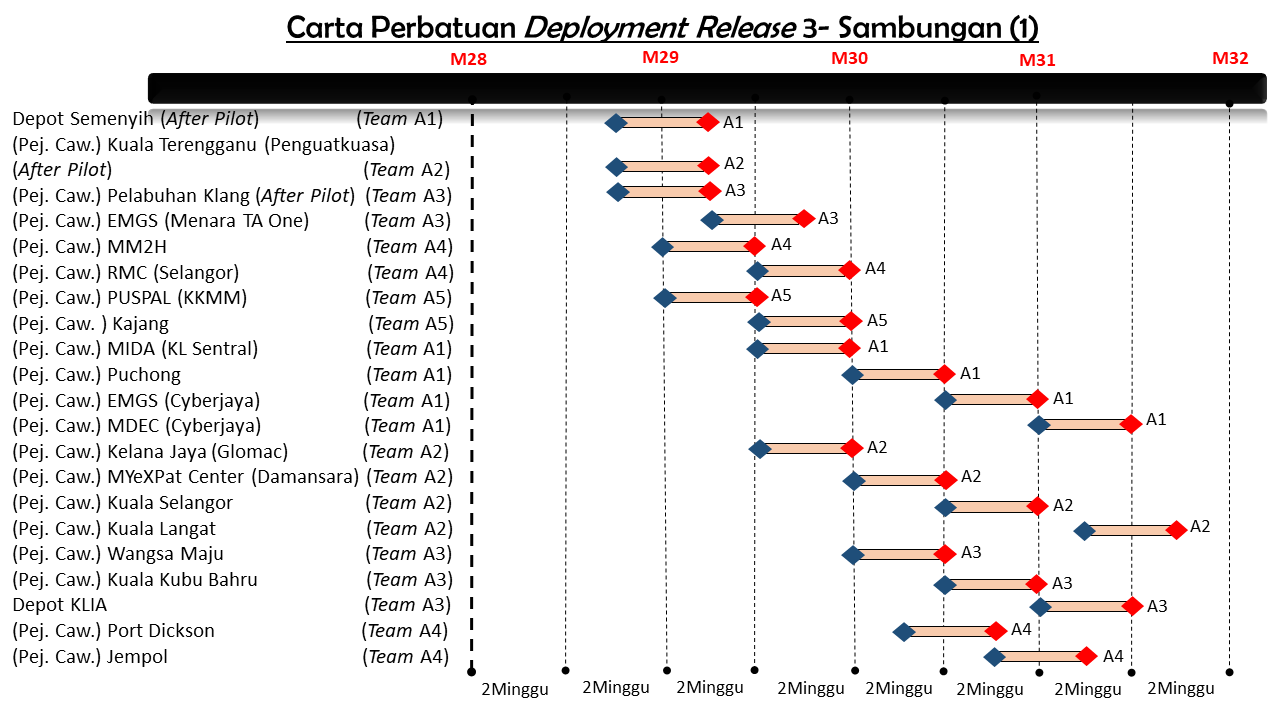 Carta Perbatuan Deployment Release 3- Sambungan (1)
M28 M29 M30 M31 M32
Depot Semenyih (After Pilot) (Team A1) A1
(Pej. Caw.) Kuala Terengganu (Penguatkuasa)
(After Pilot) (Team A2) A2
(Pej. Caw.) Pelabuhan Klang (After Pilot) (Team A3) A3
(Pej. Caw.) EMGS (Menara TA One) (Team A3) A3
(Pej. Caw.) MM2H (Team A4) A4
(Pej. Caw.) RMC (Selangor) (Team A4) A4
(Pej. Caw.) PUSPAL (KKMM) (Team A5) A5
(Pej. Caw. ) Kajang (Team A5) A5
(Pej. Caw.) MIDA (KL Sentral) (Team A1) A1
(Pej. Caw.) Puchong (Team A1) A1
(Pej. Caw.) EMGS (Cyberjaya) (Team A1) A1
(Pej. Caw.) MDEC (Cyberjaya) (Team A1) A1
(Pej. Caw.) Kelana Jaya (Glomac) (Team A2) A2
(Pej. Caw.) MYeXPat Center (Damansara) (Team A2) A2
(Pej. Caw.) Kuala Selangor (Team A2) A2
(Pej. Caw.) Kuala Langat (Team A2) A2
(Pej. Caw.) Wangsa Maju (Team A3) A3
(Pej. Caw.) Kuala Kubu Bahru (Team A3) A3
Depot KLIA (Team A3) A3
(Pej. Caw.) Port Dickson (Team A4) A4
(Pej. Caw.) Jempol (Team A4) A4
2Minggu 2Minggu 2Minggu 2Minggu 2Minggu 2Minggu 2Minggu 2Minggu